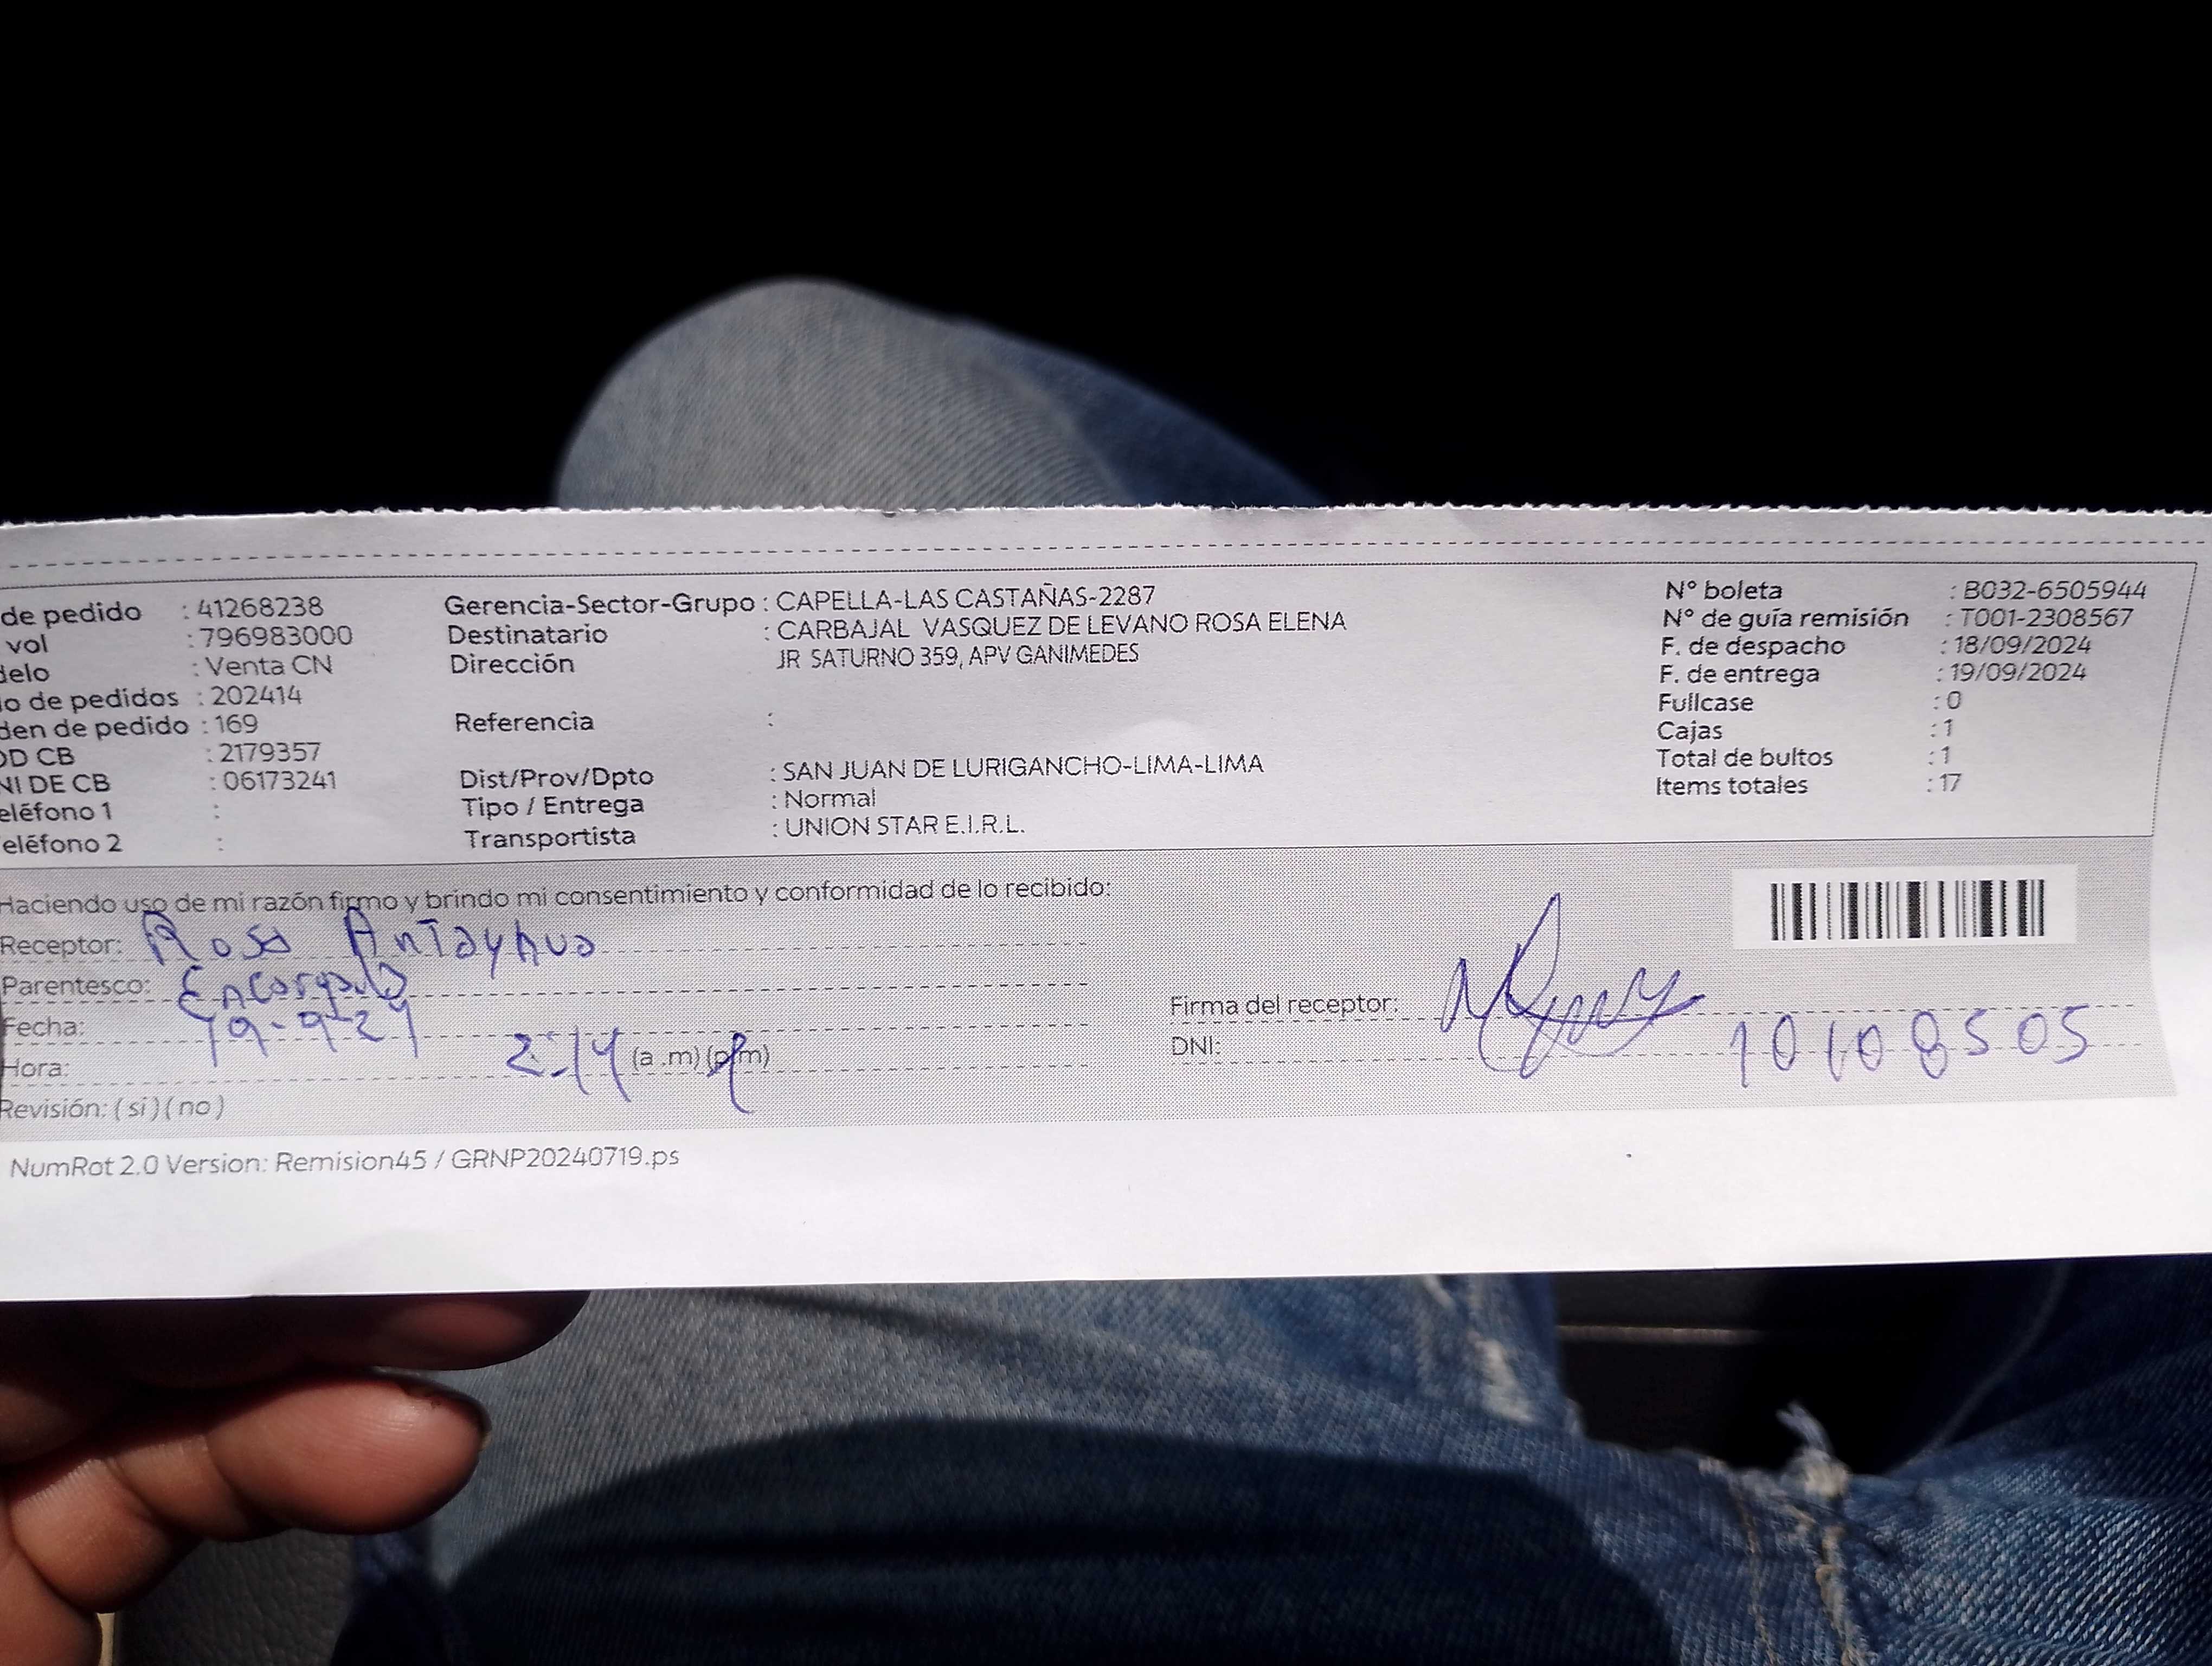 de pedido : 41268238 Gerencia-Sector-Grupo : CAPELLA-LAS CASTAÑAS-2287 N° boleta : B032-6505944
vol : 796983000 Destinatario : CARBAJAL VASQUEZ DE LEVANO ROSA ELENA N° de guía remisión : T001-2308567
delo : Venta CN Dirección JR SATURNO 359, APV GANIMEDES F. de despacho : 18/09/2024
o de pedidos : 202414 F. de entrega : 19/09/2024
den de pedido : 169 Referencia : Fullcase : 0
OD CB : 2179357 Cajas : 1
NI DE CB : 06173241 Dist/Prov/Dpto : SAN JUAN DE LURIGANCHO-LIMA-LIMA Total de bultos : 1
eléfono 1 : Tipo / Entrega : Normal Items totales : 17
eléfono 2 : Transportista : UNION STAR E.I.R.L.
Haciendo uso de mi razón firmo y brindo mi consentimiento y conformidad de lo recibido:
Receptor: Rosa Antayhua
Parentesco: Encargado
Fecha: 19-9-24 Firma del receptor:
Hora: 2:14 (a .m) (p.m) DNI: 10108505
Revisión: ( si ) ( no )
NumRot 2.0 Version: Remision45 / GRNP20240719.ps